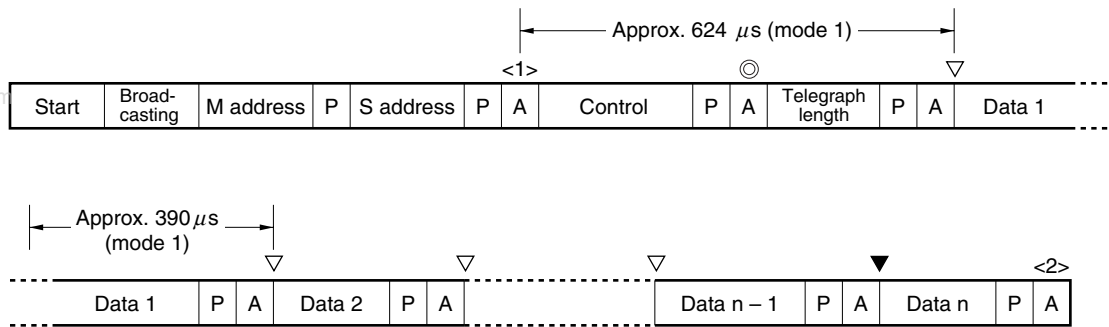 Approx. 624 μs (mode 1)
<1>
Start Broad-casting M address P S address P A Control P A Telegraph length P A Data 1
Approx. 390 μs
(mode 1)
<2>
Data 1 P A Data 2 P A Data n – 1 P A Data n P A